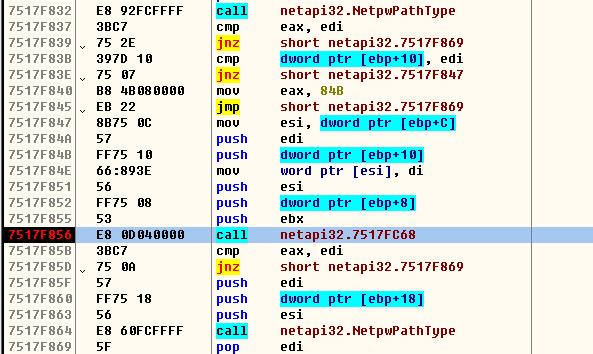 7517F832 E8 92FCFFFF call netapi32.NetpwPathType
7517F837 3BC7 cmp eax, edi
7517F839 75 2E jnz short netapi32.7517F869
7517F83B 397D 10 cmp dword ptr [ebp+10], edi
7517F83E 75 07 jnz short netapi32.7517F847
7517F840 B8 4B080000 mov eax, 84B
7517F845 EB 22 jmp short netapi32.7517F869
7517F847 8B75 0C mov esi, dword ptr [ebp+C]
7517F84A 57 push edi
7517F84B FF75 10 push dword ptr [ebp+10]
7517F84E 66:893E mov word ptr [esi], di
7517F851 56 push esi
7517F852 FF75 08 push dword ptr [ebp+8]
7517F855 53 push ebx
7517F856 E8 0D040000 call netapi32.7517FC68
7517F85B 3BC7 cmp eax, edi
7517F85D 75 0A jnz short netapi32.7517F869
7517F85F 57 push edi
7517F860 FF75 18 push dword ptr [ebp+18]
7517F863 56 push esi
7517F864 E8 60FCFFFF call netapi32.NetpwPathType
7517F869 5F pop edi